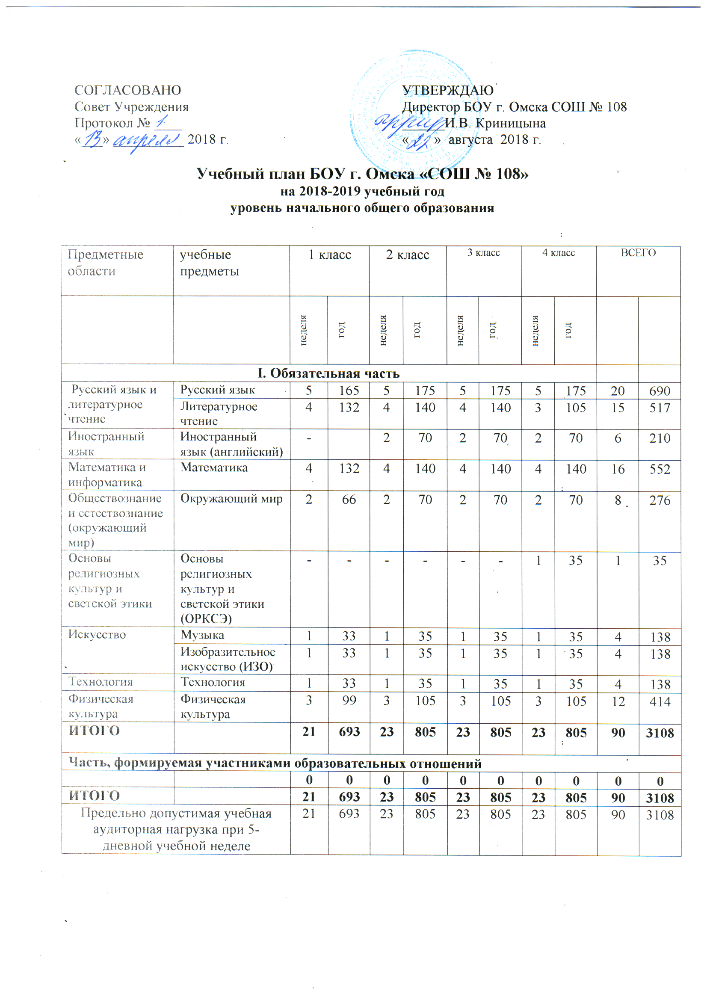 СОГЛАСОВАНО
Совет Учреждения
Протокол № 1
«13» апреля 2018 г.
УТВЕРЖДАЮ
Директор БОУ г. Омска СОШ № 108
И.В. Криницына
«22» августа 2018 г.
Учебный план БОУ г. Омска «СОШ № 108»
на 2018-2019 учебный год
уровень начального общего образования
Предметные области учебные предметы 1 класс 2 класс 3 класс 4 класс ВСЕГО
неделя год неделя год неделя год неделя год
I. Обязательная часть
Русский язык и литературное чтение Русский язык 5 165 5 175 5 175 5 175 20 690
Литературное чтение 4 132 4 140 4 140 3 105 15 517
Иностранный язык Иностранный язык (английский) - 2 70 2 70 2 70 6 210
Математика и информатика Математика 4 132 4 140 4 140 4 140 16 552
Обществознание и естествознание (окружающий мир) Окружающий мир 2 66 2 70 2 70 2 70 8 276
Основы религиозных культур и светской этики Основы религиозных культур и светской этики (ОРКСЭ) - - - - - - 1 35 1 35
Искусство Музыка 1 33 1 35 1 35 1 35 4 138
Изобразительное искусство (ИЗО) 1 33 1 35 1 35 1 35 4 138
Технология Технология 1 33 1 35 1 35 1 35 4 138
Физическая культура Физическая культура 3 99 3 105 3 105 3 105 12 414
ИТОГО 21 693 23 805 23 805 23 805 90 3108
Часть, формируемая участниками образовательных отношений
0 0 0 0 0 0 0 0 0 0
ИТОГО 21 693 23 805 23 805 23 805 90 3108
Предельно допустимая учебная аудиторная нагрузка при 5-дневной учебной неделе 21 693 23 805 23 805 23 805 90 3108